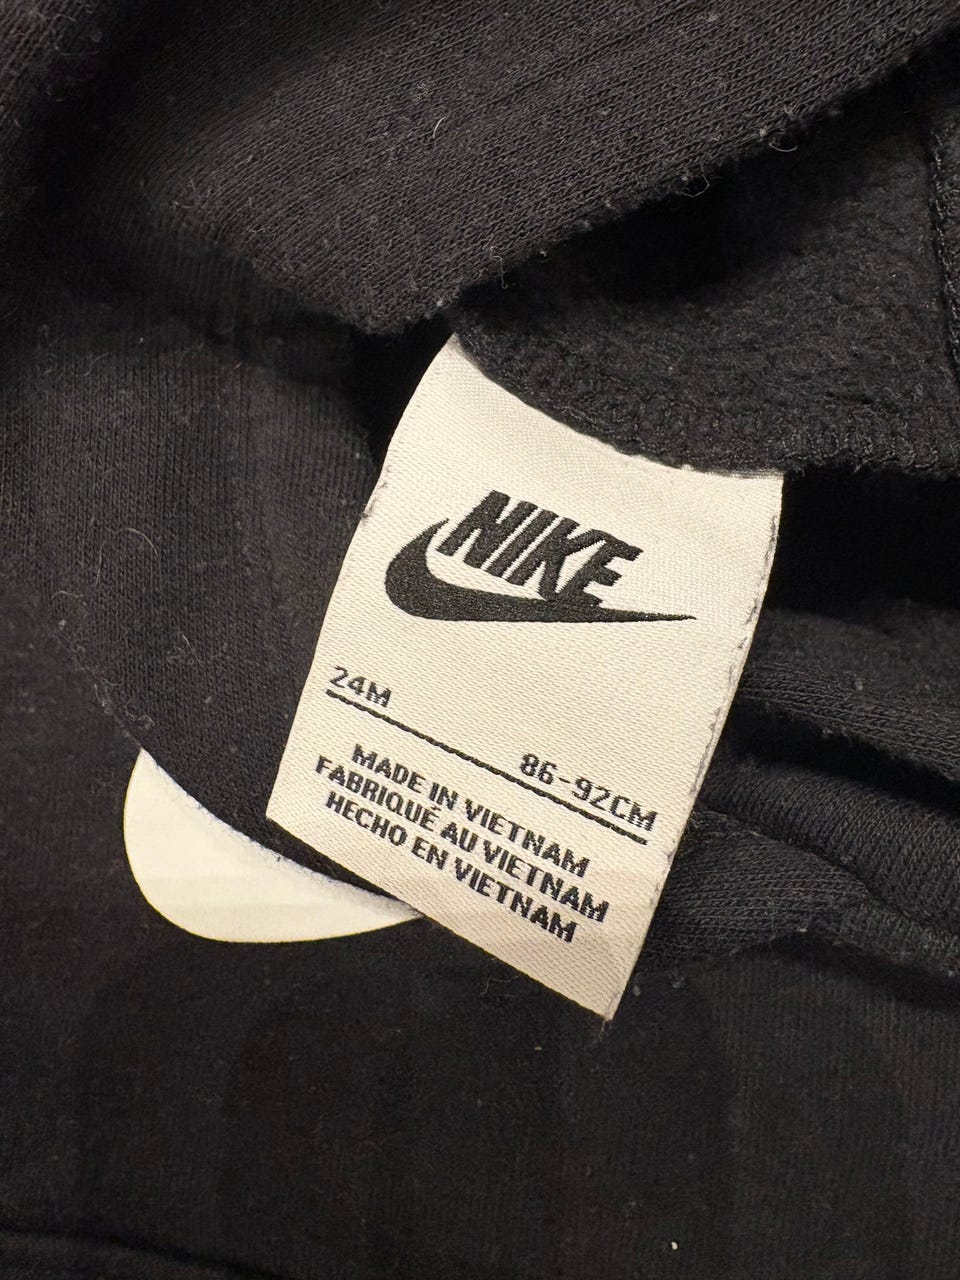 NIKE
24M
86-92CM
MADE IN VIETNAM
FABRIQUÉ AU VIETNAM
HECHO EN VIETNAM